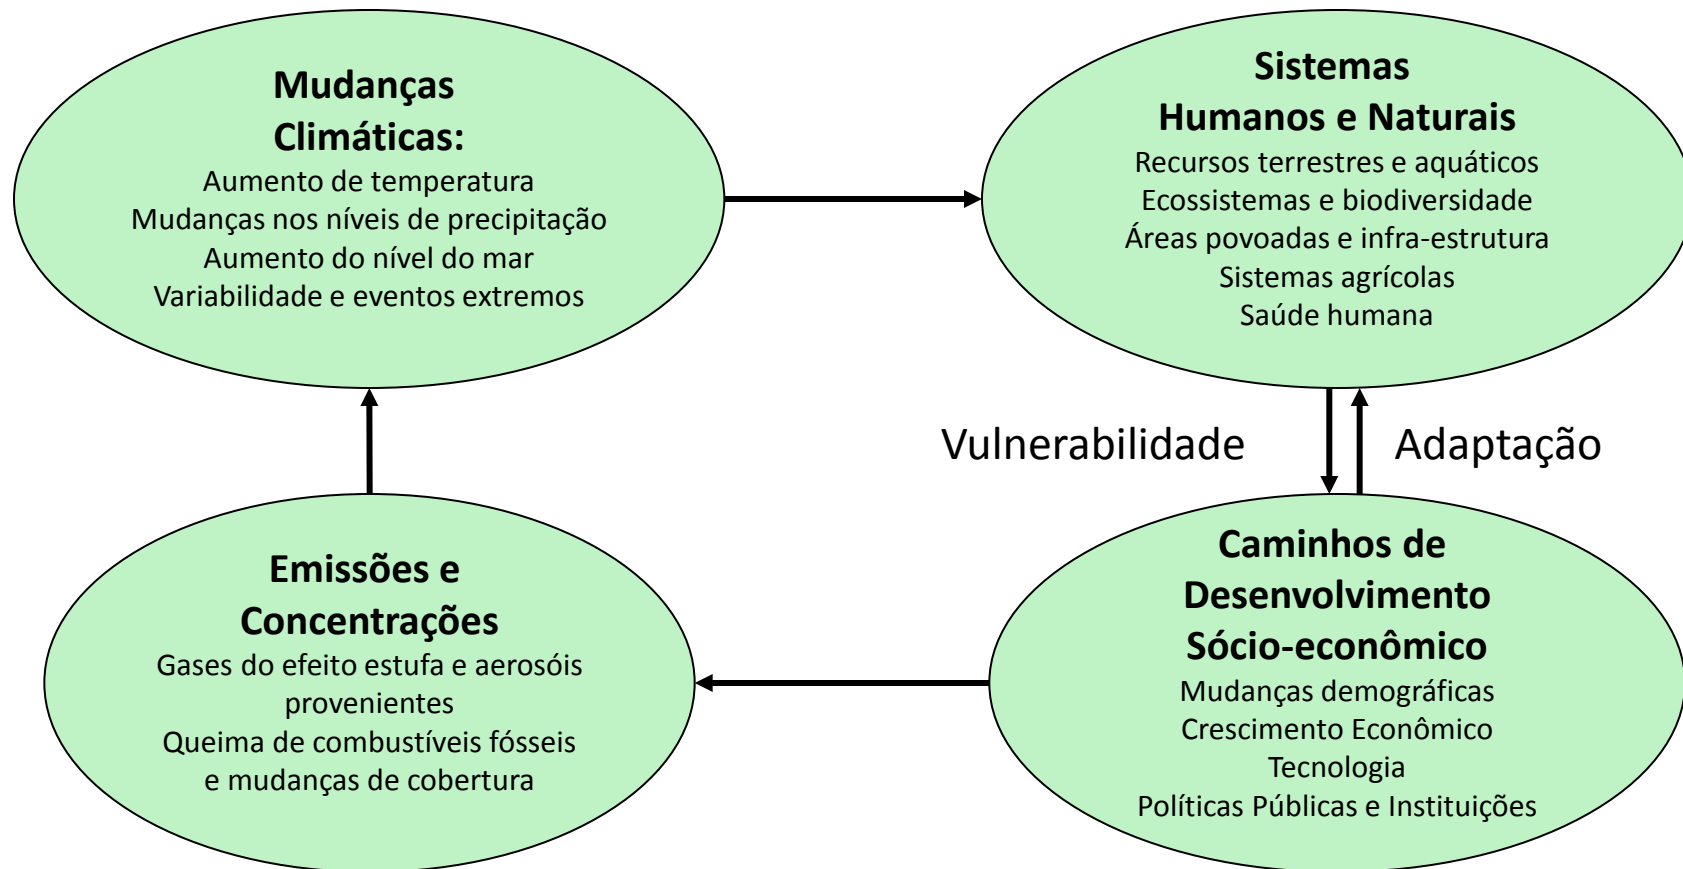 Mudanças
Climáticas:
Aumento de temperatura
Mudanças nos níveis de precipitação
Aumento do nível do mar
Variabilidade e eventos extremos
Sistemas
Humanos e Naturais
Recursos terrestres e aquáticos
Ecossistemas e biodiversidade
Áreas povoadas e infra-estrutura
Sistemas agrícolas
Saúde humana
Vulnerabilidade
Adaptação
Emissões e
Concentrações
Gases do efeito estufa e aerosóis
provenientes
Queima de combustíveis fósseis
e mudanças de cobertura
Caminhos de
Desenvolvimento
Sócio-econômico
Mudanças demográficas
Crescimento Econômico
Tecnologia
Políticas Públicas e Instituições